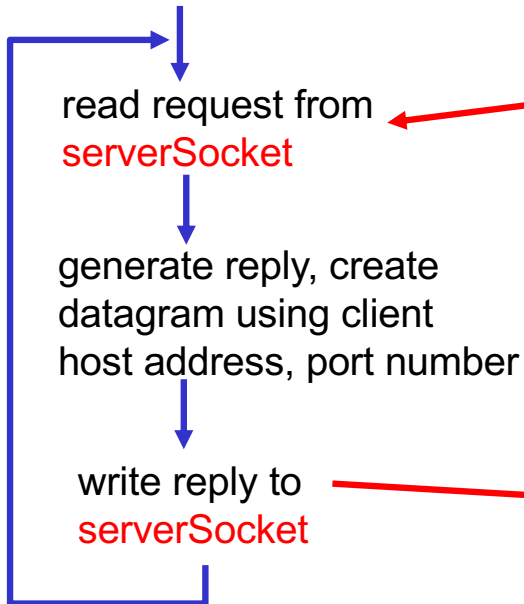 read request from
serverSocket
generate reply, create
datagram using client
host address, port number
write reply to
serverSocket